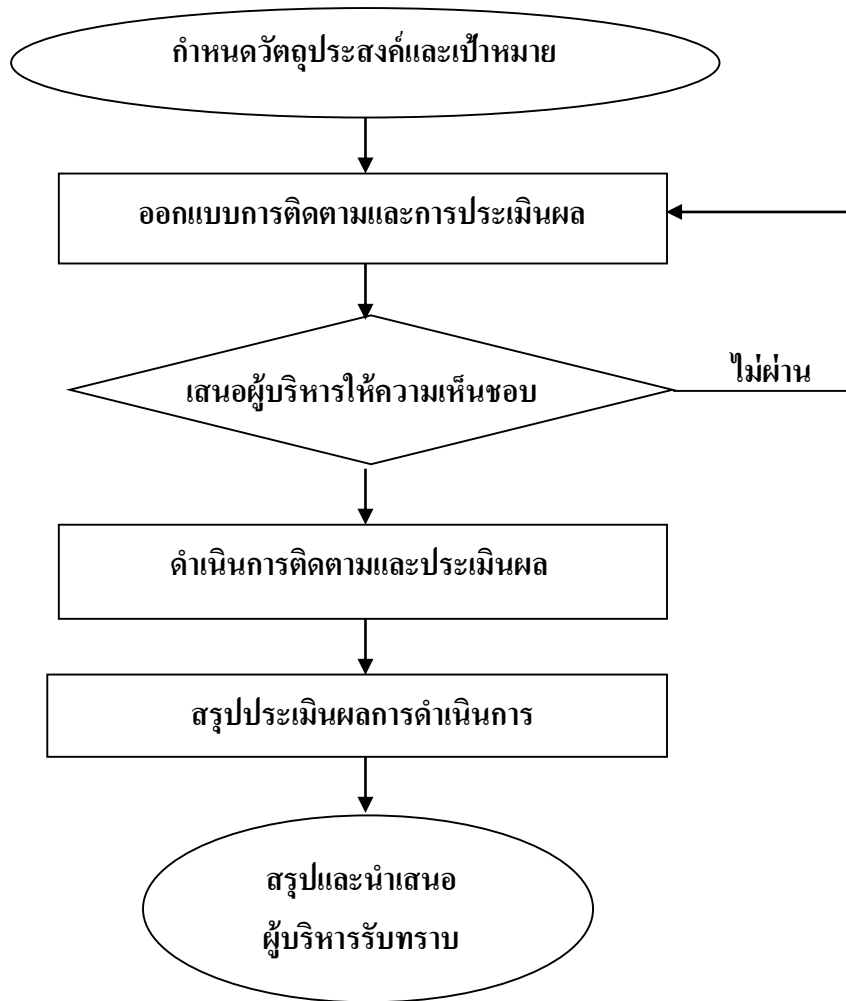 กำหนดวัตถุประสงค์และเป้าหมาย
ออกแบบการติดตามและการประเมินผล
เสนอผู้บริหารให้ความเห็นชอบ
ไม่ผ่าน
ดำเนินการติดตามและประเมินผล
สรุปประเมินผลการดำเนินการ
สรุปและนำเสนอ
ผู้บริหารรับทราบ